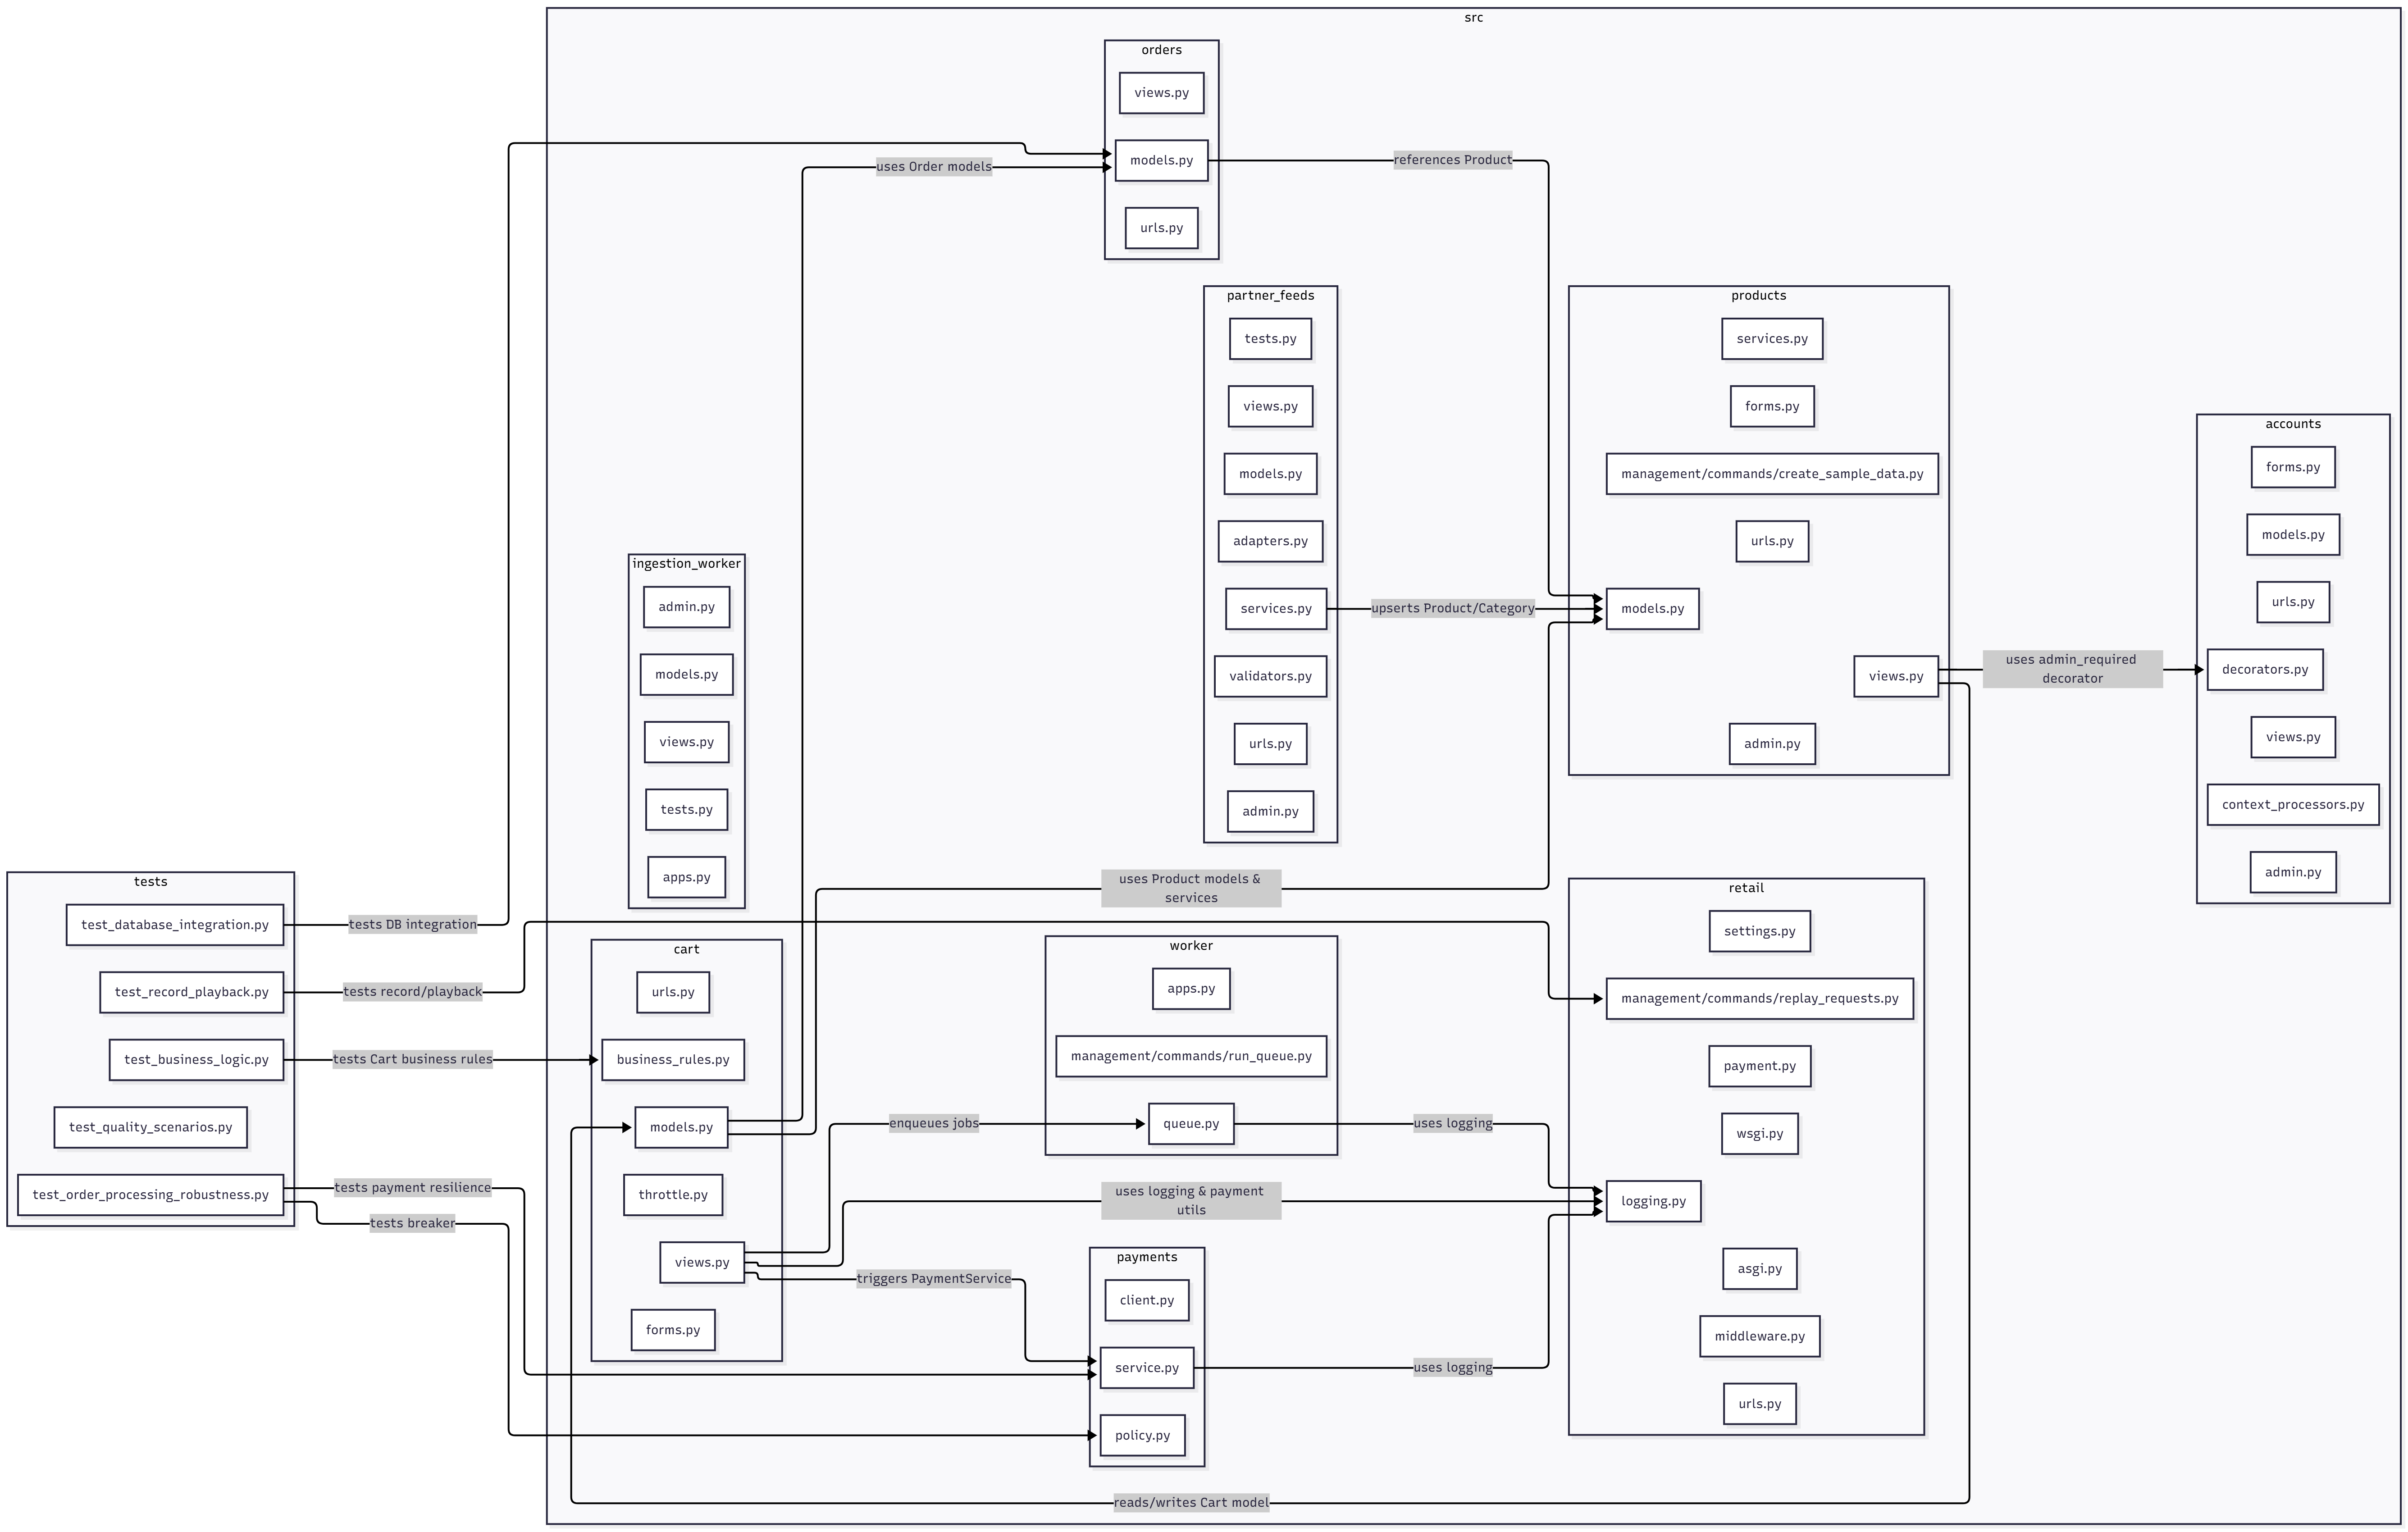 src
orders
views.py
models.py
urls.py
uses Order models
references Product
partner_feeds
tests.py
views.py
models.py
adapters.py
services.py
validators.py
urls.py
admin.py
upserts Product/Category
products
services.py
forms.py
management/commands/create_sample_data.py
urls.py
models.py
views.py
admin.py
uses admin_required
decorator
accounts
forms.py
models.py
urls.py
decorators.py
views.py
context_processors.py
admin.py
ingestion_worker
admin.py
models.py
views.py
tests.py
apps.py
tests
test_database_integration.py
test_record_playback.py
test_business_logic.py
test_quality_scenarios.py
test_order_processing_robustness.py
tests DB integration
tests record/playback
tests Cart business rules
tests payment resilience
tests breaker
cart
urls.py
business_rules.py
models.py
throttle.py
views.py
forms.py
uses Product models &
services
enqueues jobs
uses logging & payment
utils
triggers PaymentService
worker
apps.py
management/commands/run_queue.py
queue.py
uses logging
payments
client.py
service.py
policy.py
uses logging
retail
settings.py
management/commands/replay_requests.py
payment.py
wsgi.py
logging.py
asgi.py
middleware.py
urls.py
reads/writes Cart model